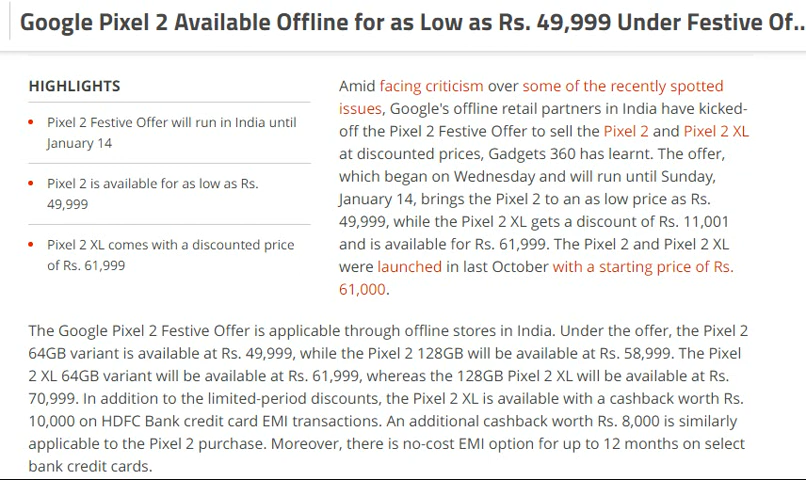 Google Pixel 2 Available Offline for as Low as Rs. 49,999 Under Festive Of...
HIGHLIGHTS
Pixel 2 Festive Offer will run in India until
January 14
Pixel 2 is available for as low as Rs.
49,999
Pixel 2 XL comes with a discounted price
of Rs. 61,999
Amid facing criticism over some of the recently spotted
issues, Google's offline retail partners in India have kicked-
off the Pixel 2 Festive Offer to sell the Pixel 2 and Pixel 2 XL
at discounted prices, Gadgets 360 has learnt. The offer,
which began on Wednesday and will run until Sunday,
January 14, brings the Pixel 2 to an as low price as Rs.
49,999, while the Pixel 2 XL gets a discount of Rs. 11,001
and is available for Rs. 61,999. The Pixel 2 and Pixel 2 XL
were launched in last October with a starting price of Rs.
61,000.
The Google Pixel 2 Festive Offer is applicable through offline stores in India. Under the offer, the Pixel 2
64GB variant is available at Rs. 49,999, while the Pixel 2 128GB will be available at Rs. 58,999. The Pixel
2 XL 64GB variant will be available at Rs. 61,999, whereas the 128GB Pixel 2 XL will be available at Rs.
70,999. In addition to the limited-period discounts, the Pixel 2 XL is available with a cashback worth Rs.
10,000 on HDFC Bank credit card EMI transactions. An additional cashback worth Rs. 8,000 is similarly
applicable to the Pixel 2 purchase. Moreover, there is no-cost EMI option for up to 12 months on select
bank credit cards.